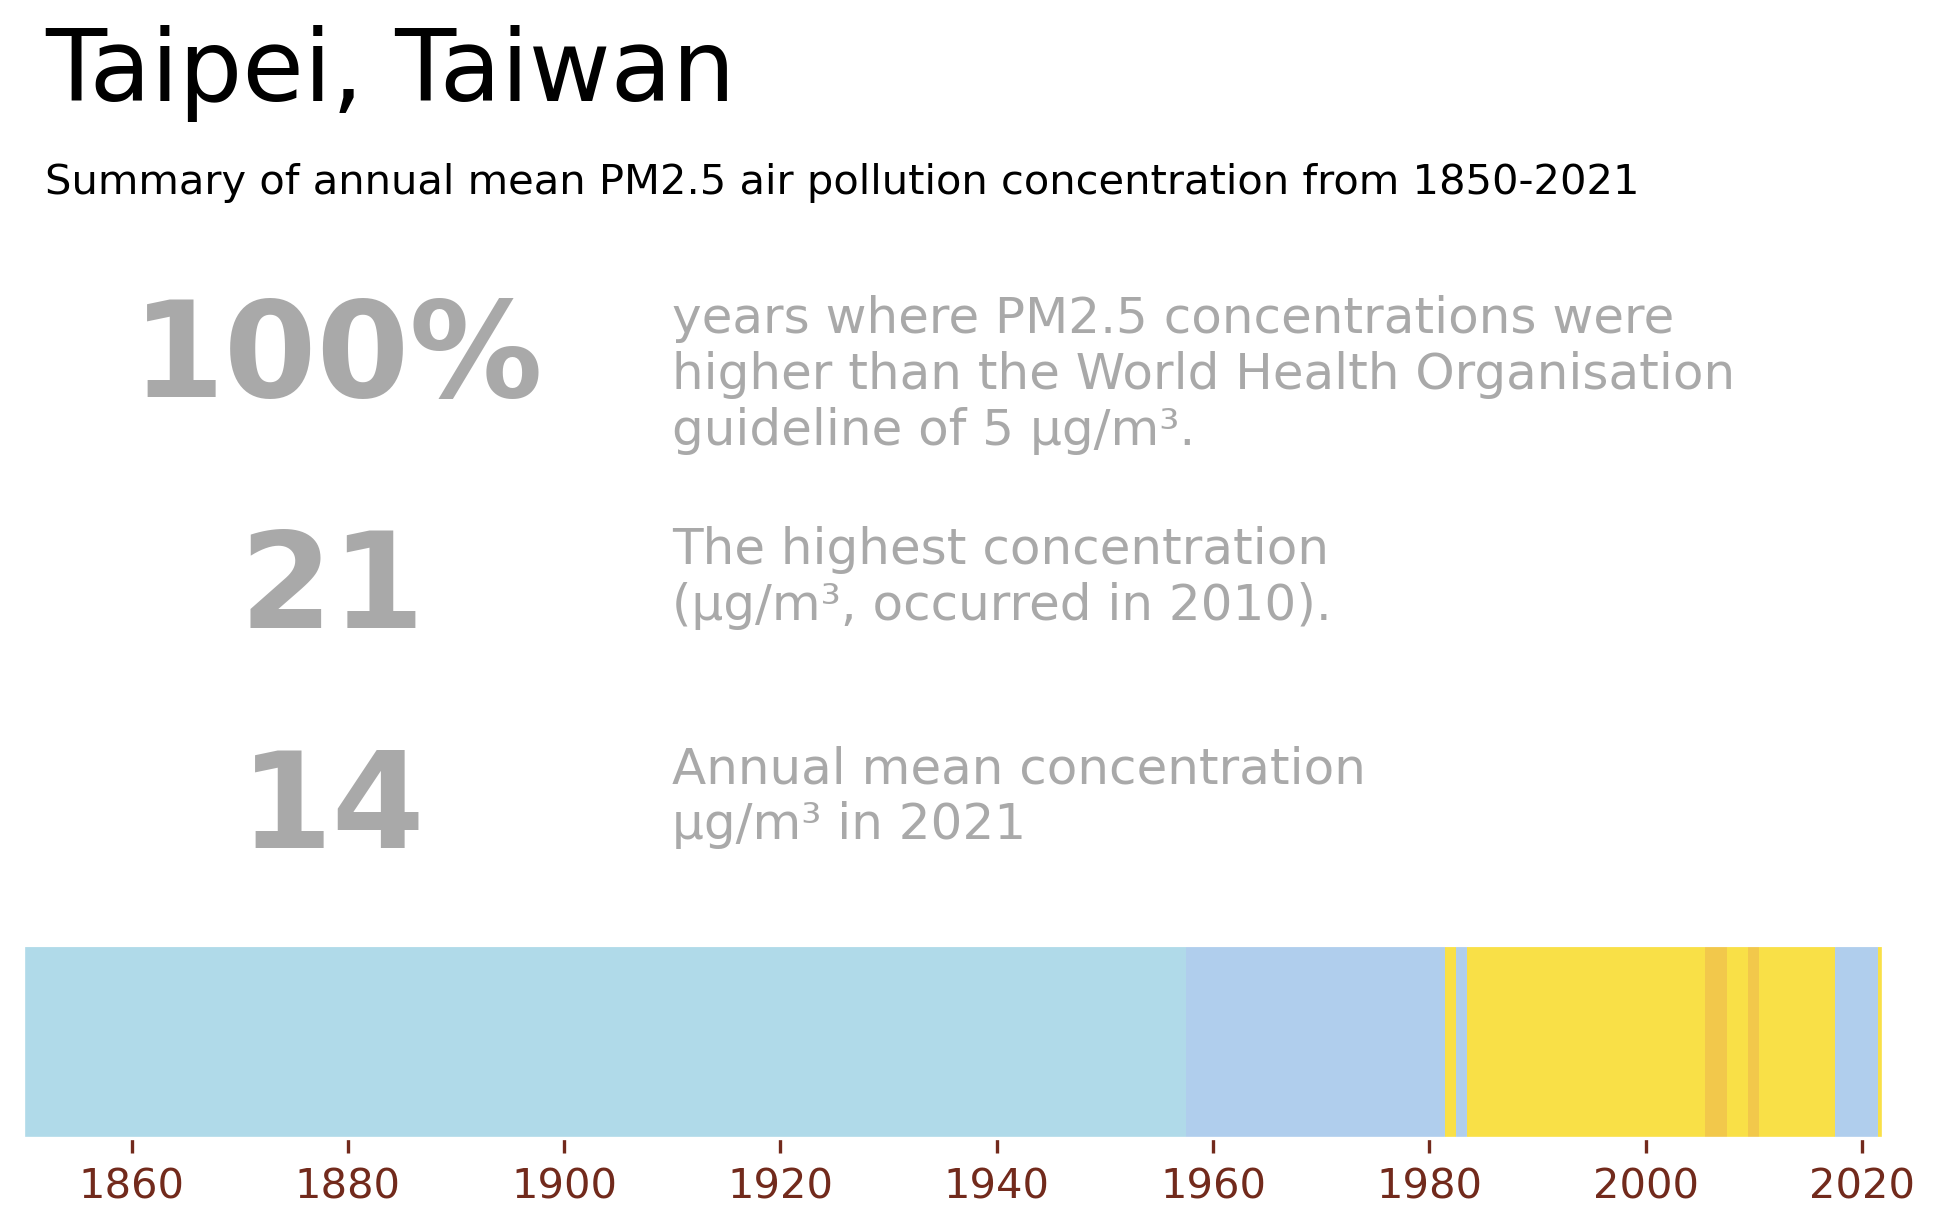 Taipei, Taiwan
Summary of annual mean PM2.5 air pollution concentration from 1850-2021
100%
years where PM2.5 concentrations were
higher than the World Health Organisation
guideline of 5 µg/m³.
21
The highest concentration
(µg/m³, occurred in 2010).
14
Annual mean concentration
µg/m³ in 2021
1860 1880 1900 1920 1940 1960 1980 2000 2020